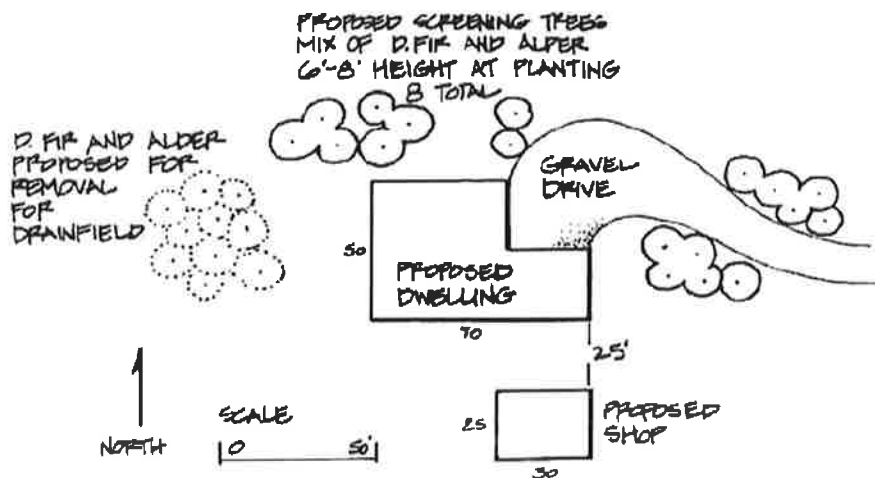 PROPOSED SCREENING TREES
MIX OF D.FIR AND ALDER
6'-8' HEIGHT AT PLANTING
8 TOTAL
D. FIR AND ALDER
PROPOSED FOR
REMOVAL
FOR
DRAINFIELD
GRAVEL
DRIVE
50
PROPOSED
DWELLING
70
25'
25
PROPOSED
SHOP
30
NORTH
SCALE
0 50'